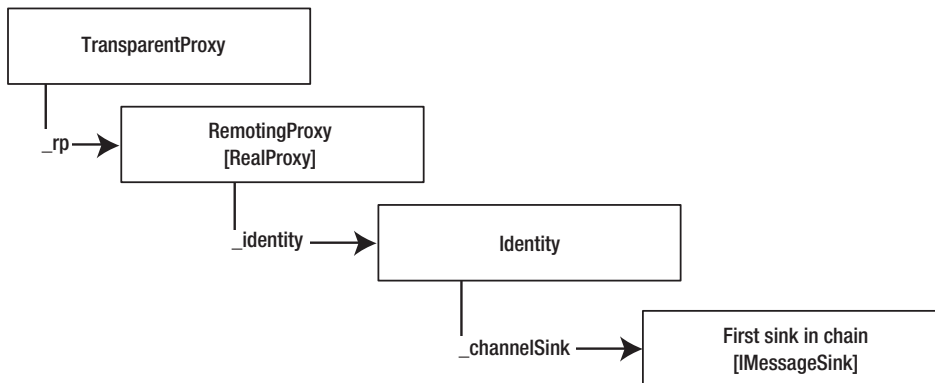 TransparentProxy
_rp
RemotingProxy
[RealProxy]
_identity
Identity
_channelSink
First sink in chain
[IMessageSink]